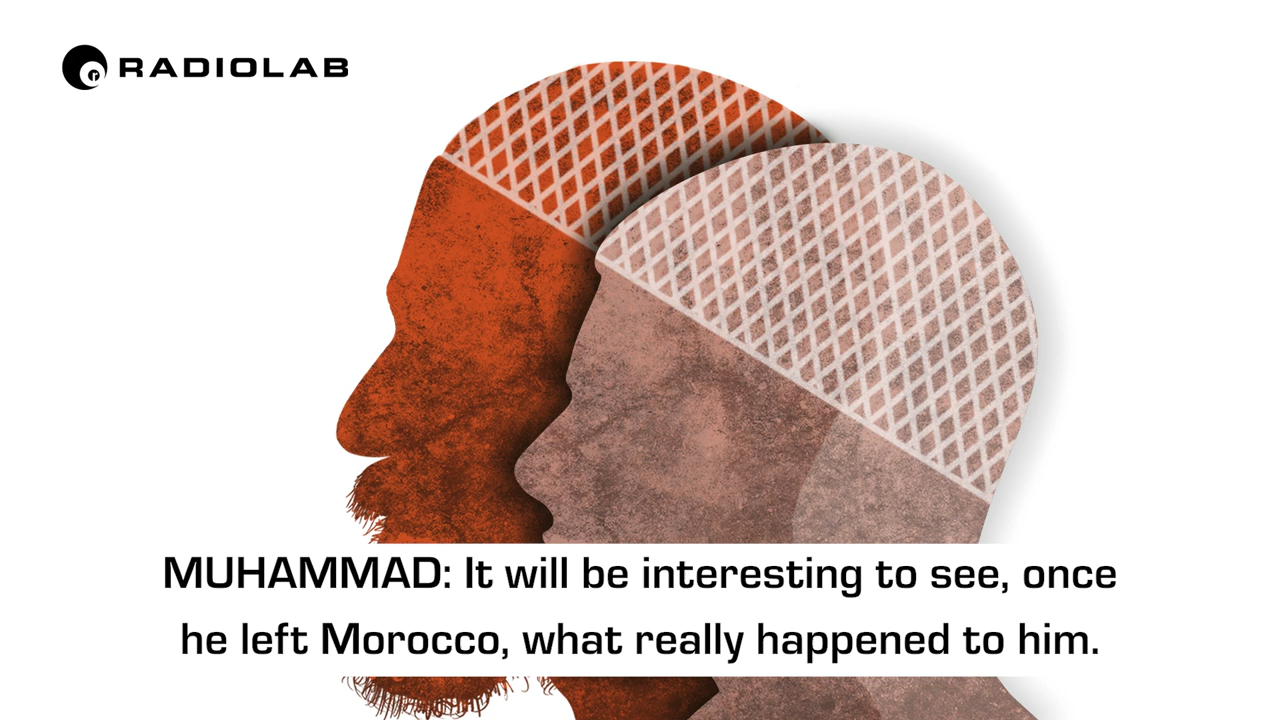 RADIOLAB
MUHAMMAD: It will be interesting to see, once
he left Morocco, what really happened to him.